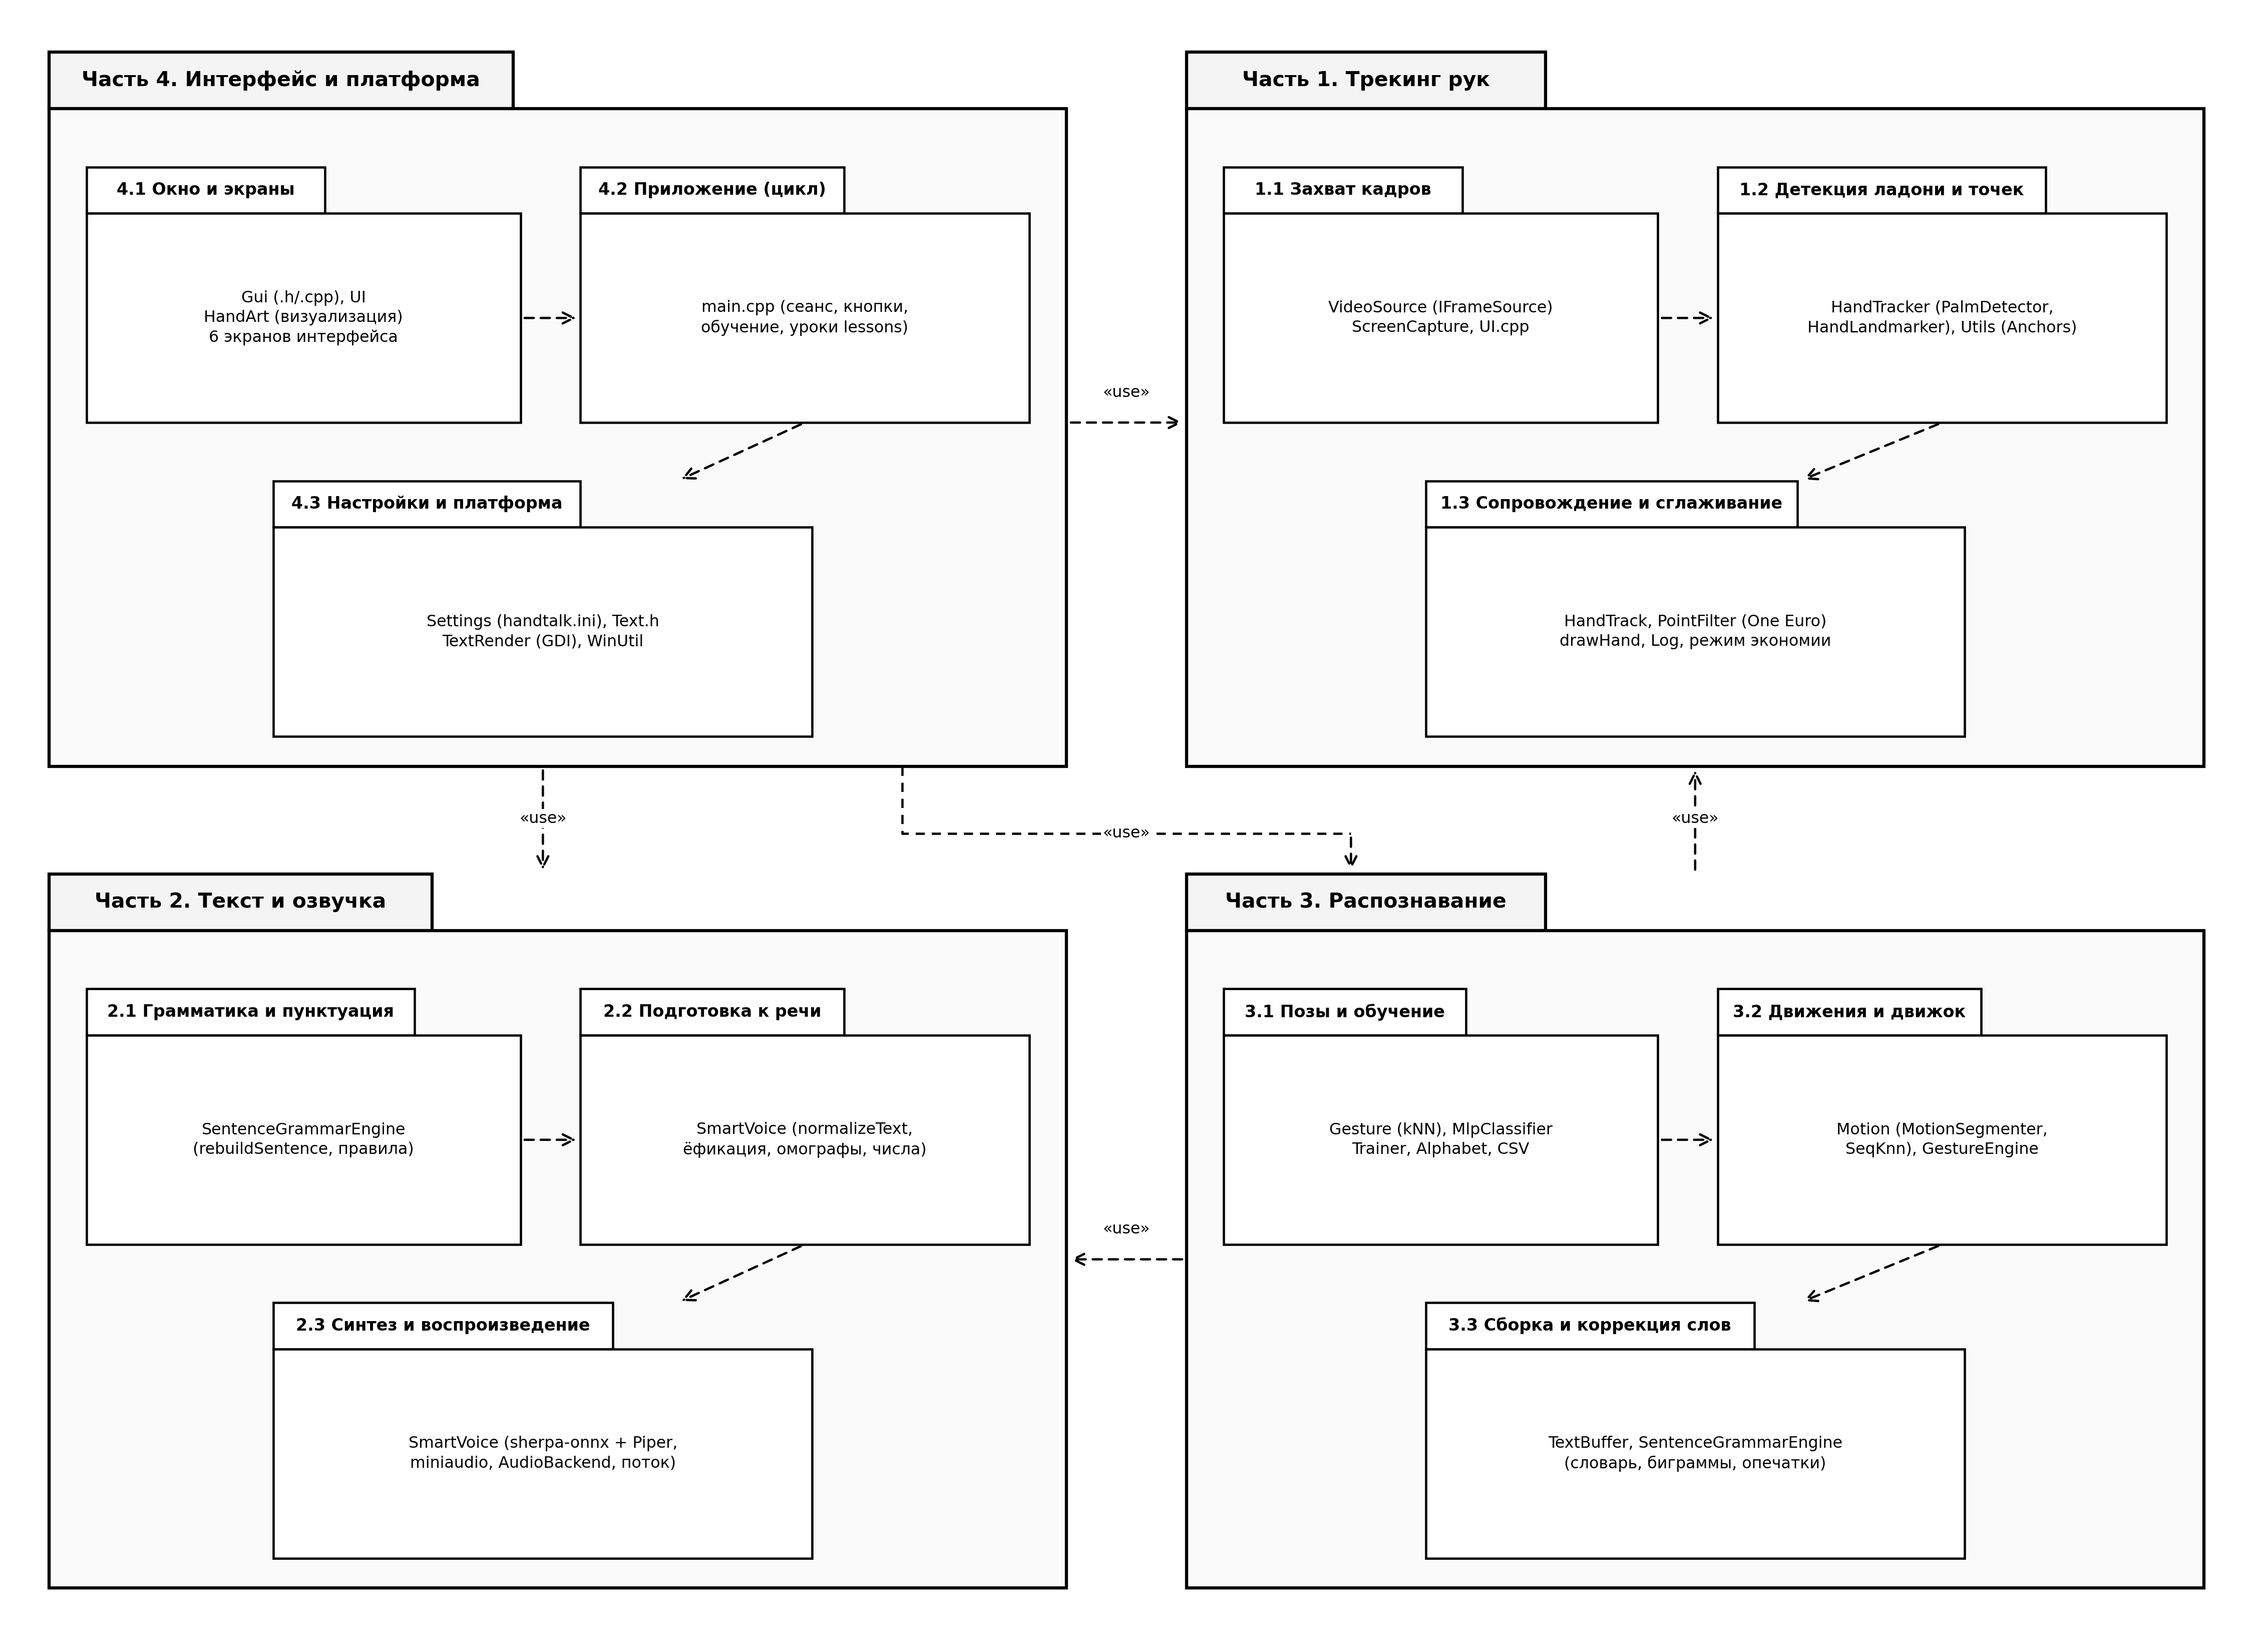 Часть 4. Интерфейс и платформа
4.1 Окно и экраны
Gui (.h/.cpp), UI
HandArt (визуализация)
6 экранов интерфейса
4.2 Приложение (цикл)
main.cpp (сеанс, кнопки,
обучение, уроки lessons)
4.3 Настройки и платформа
Settings (handtalk.ini), Text.h
TextRender (GDI), WinUtil
«use»
Часть 1. Трекинг рук
1.1 Захват кадров
VideoSource (IFrameSource)
ScreenCapture, UI.cpp
1.2 Детекция ладони и точек
HandTracker (PalmDetector,
HandLandmarker), Utils (Anchors)
1.3 Сопровождение и сглаживание
HandTrack, PointFilter (One Euro)
drawHand, Log, режим экономии
«use»
«use»
«use»
Часть 2. Текст и озвучка
2.1 Грамматика и пунктуация
SentenceGrammarEngine
(rebuildSentence, правила)
2.2 Подготовка к речи
SmartVoice (normalizeText,
ёфикация, омографы, числа)
2.3 Синтез и воспроизведение
SmartVoice (sherpa-onnx + Piper,
miniaudio, AudioBackend, поток)
«use»
Часть 3. Распознавание
3.1 Позы и обучение
Gesture (kNN), MlpClassifier
Trainer, Alphabet, CSV
3.2 Движения и движок
Motion (MotionSegmenter,
SeqKnn), GestureEngine
3.3 Сборка и коррекция слов
TextBuffer, SentenceGrammarEngine
(словарь, биграммы, опечатки)